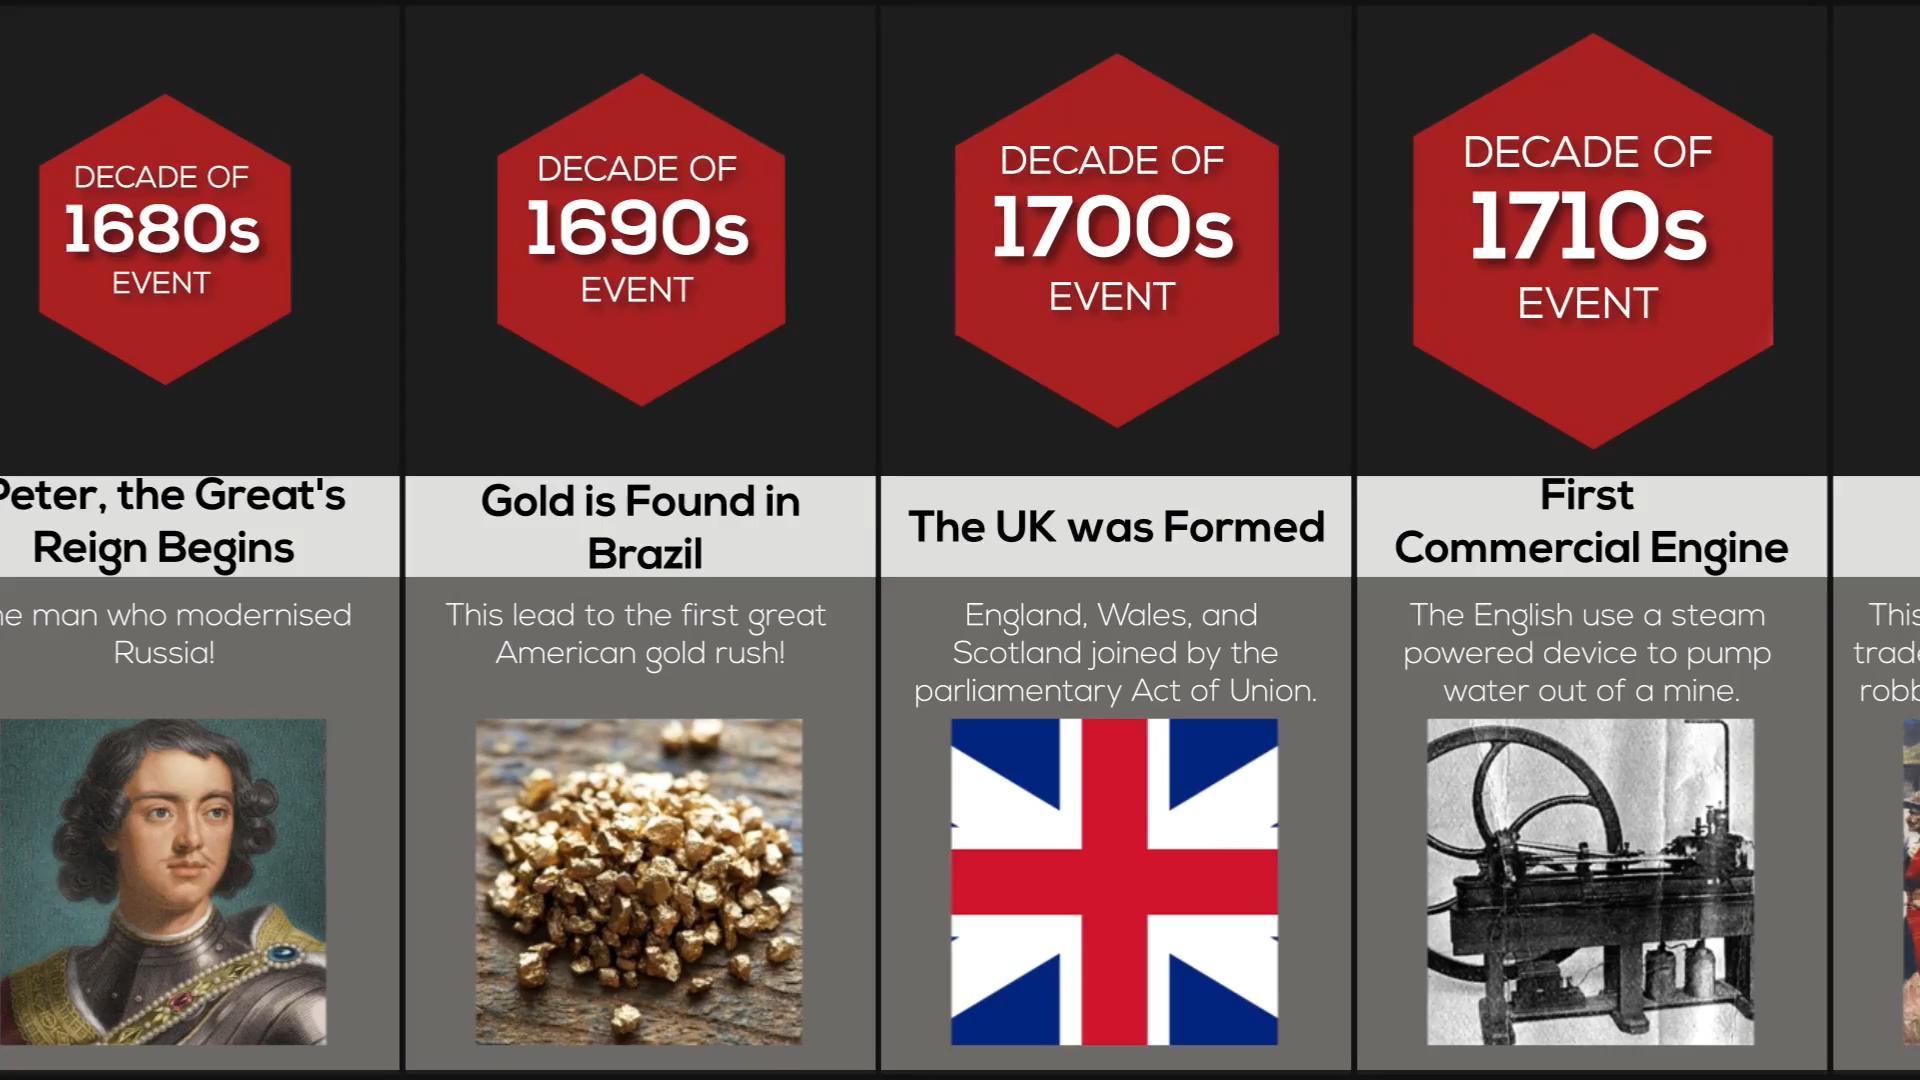 DECADE OF
1680s
EVENT
Peter, the Great's
Reign Begins
man who modernised
Russia!
DECADE OF
1690s
EVENT
Gold is Found in
Brazil
This lead to the first great
American gold rush!
DECADE OF
1700s
EVENT
The UK was Formed
England, Wales, and
Scotland joined by the
parliamentary Act of Union.
DECADE OF
1710s
EVENT
First
Commercial Engine
The English use a steam
powered device to pump
water out of a mine.
This